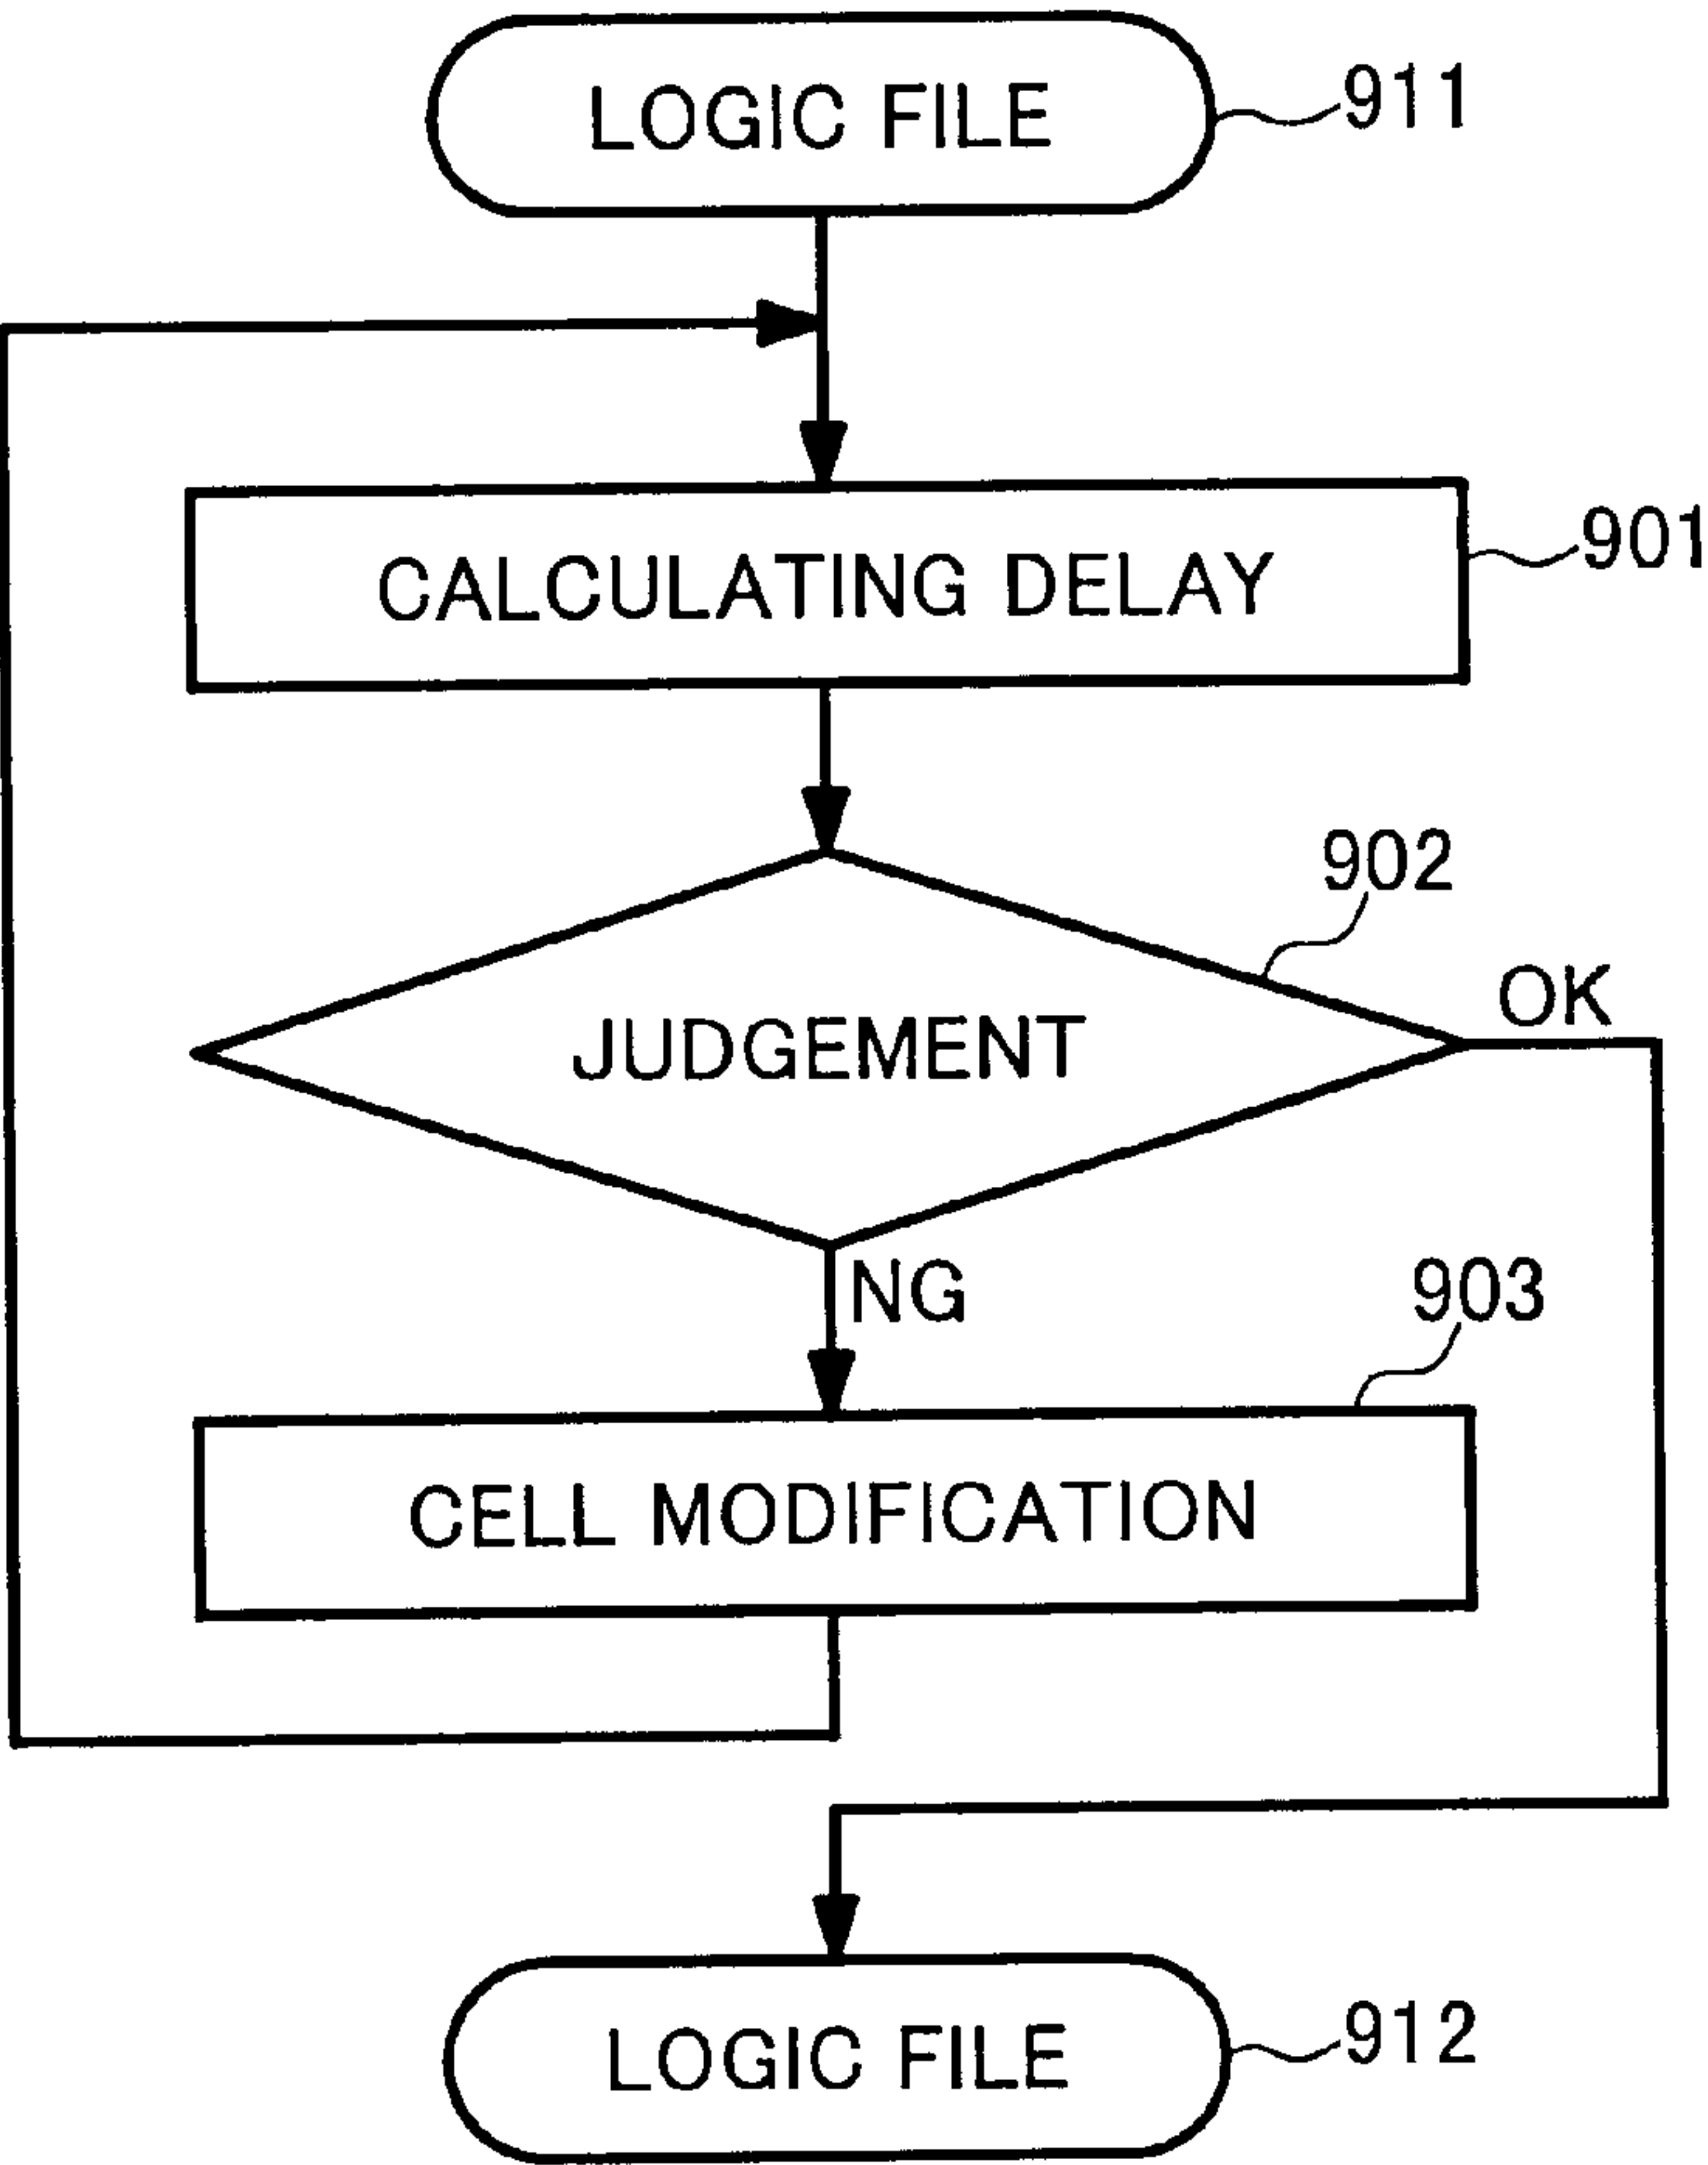 LOGIC FILE
911
CALCULATING DELAY
901
902
OK
JUDGEMENT
NG
903
CELL MODIFICATION
LOGIC FILE
912